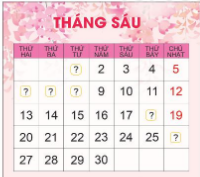 THÁNG SÁU
THỨ HAI THỨ BA THỨ TƯ THỨ NĂM THỨ SÁU THỨ BẢY CHỦ NHẬT
? 2 3 4 5
? ? ? 9 10 11 12
13 14 15 16 17 ? 19
20 21 22 23 24 25 ?
27 28 29 30